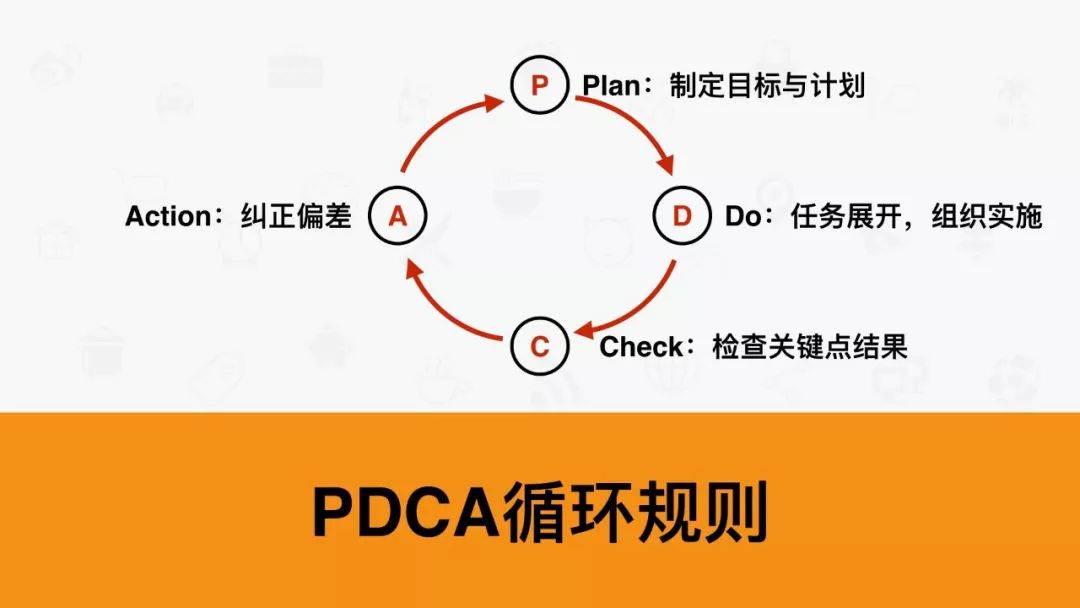 P
Plan：制定目标与计划
Action：纠正偏差
A
D
Do：任务展开，组织实施
C
Check：检查关键点结果
PDCA循环规则